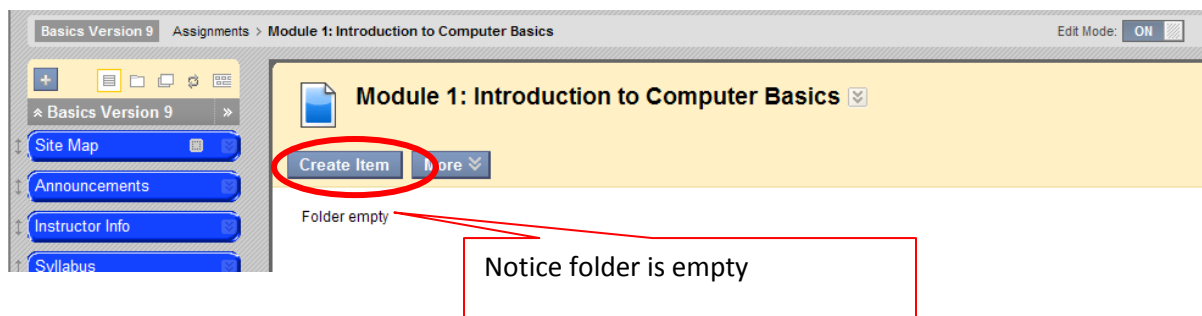 Basics Version 9 Assignments > Module 1: Introduction to Computer Basics Edit Mode: ON
Basics Version 9
Site Map
Announcements
Instructor Info
Syllabus
Module 1: Introduction to Computer Basics
Create Item More
Folder empty
Notice folder is empty